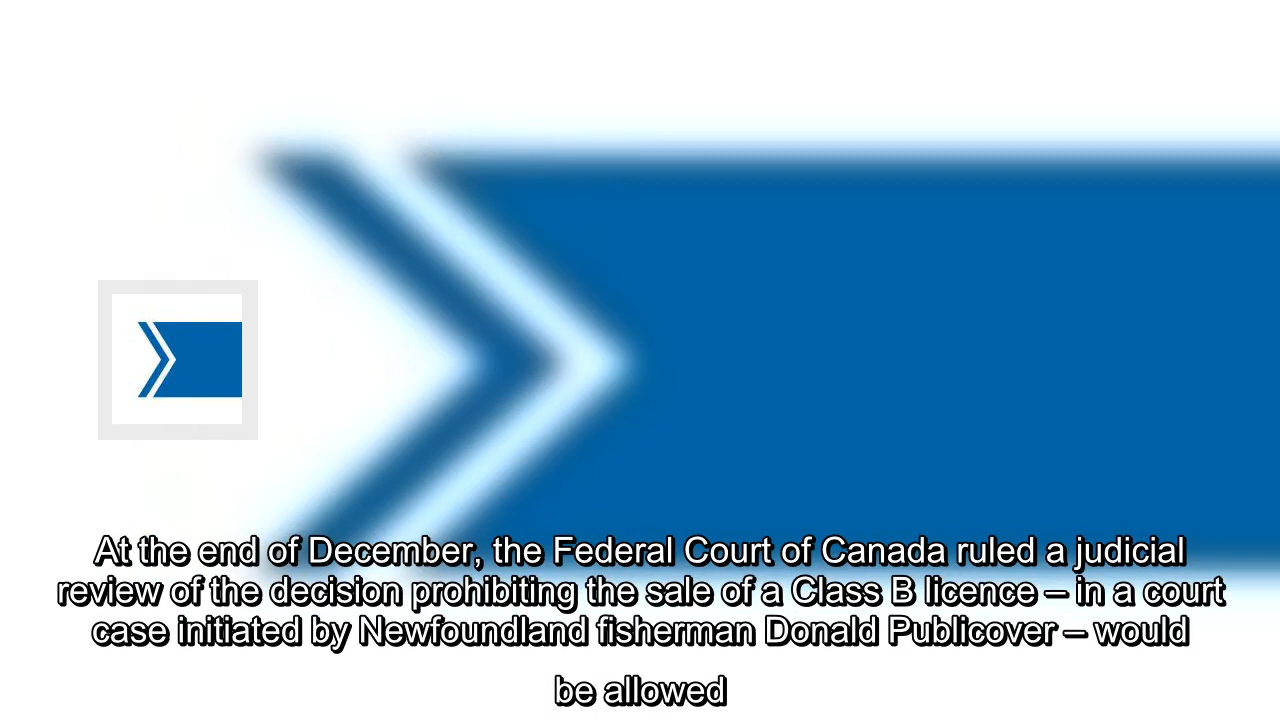 At the end of December, the Federal Court of Canada ruled a judicial
review of the decision prohibiting the sale of a Class B licence – in a court
case initiated by Newfoundland fisherman Donald Publicover – would
be allowed